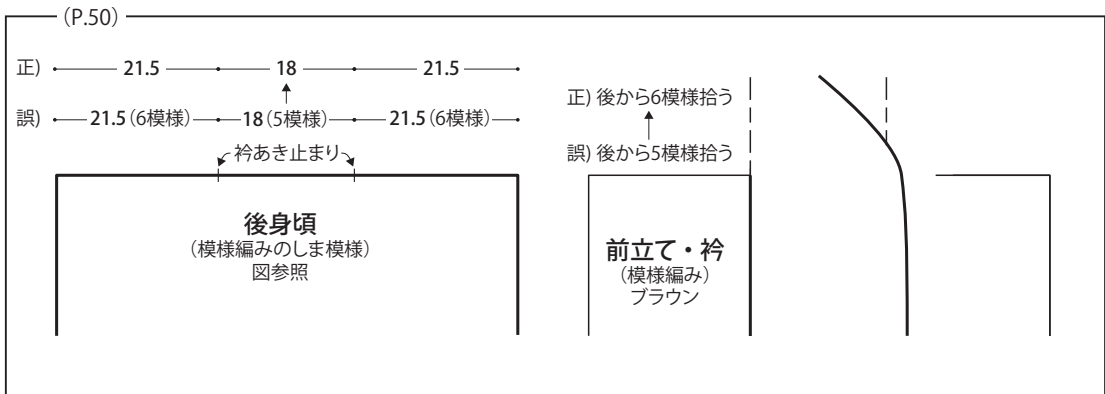 (P.50)
正) 21.5 18 21.5
誤) 21.5(6模様) 18(5模様) 21.5(6模様)
衿あき止まり
後身頃
(模様編みのしま模様)
図参照
正) 後から6模様拾う
誤) 後から5模様拾う
前立て・衿
(模様編み)
ブラウン